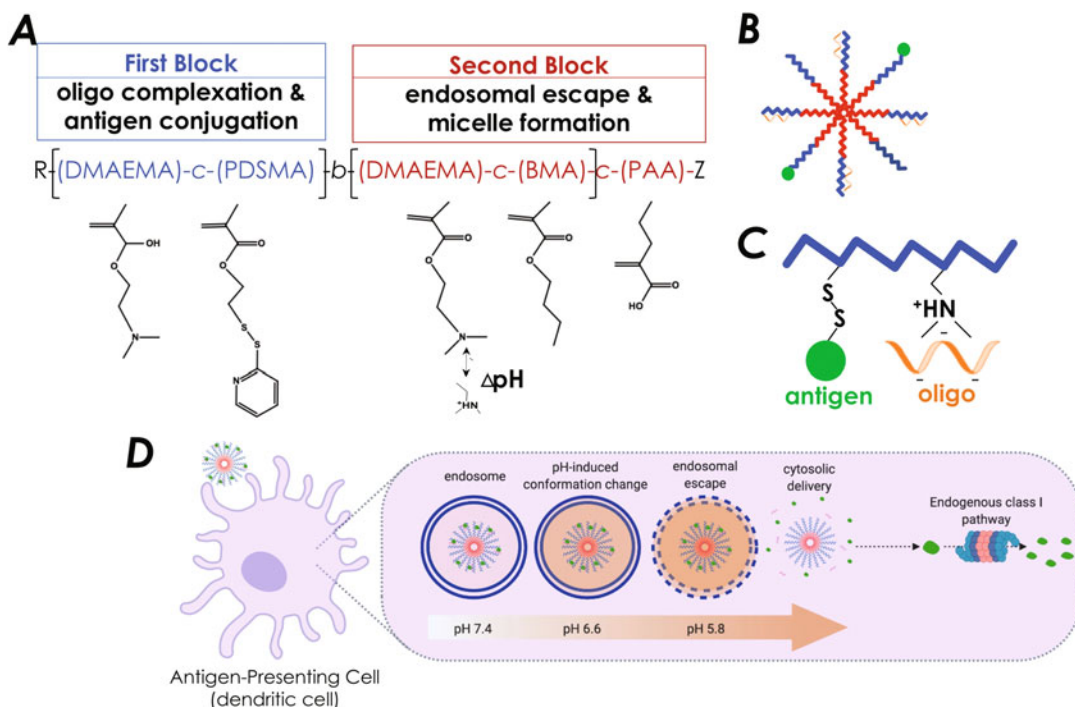 A
First Block
oligo complexation &
antigen conjugation
Second Block
endosomal escape &
micelle formation
R-[(DMAEMA)-c-(PDSMA)]-b-[(DMAEMA)-c-(BMA)]-c-(PAA)-Z
OH
O
N
O
O
S
S
N
O
O
N
O
O
HO
O
ΔpH
+HN
B
C
S
S
+HN
antigen
oligo
D
endosome
pH-induced
conformation change
endosomal
escape
cytosolic
delivery
Endogenous class I
pathway
pH 7.4
pH 6.6
pH 5.8
Antigen-Presenting Cell
(dendritic cell)